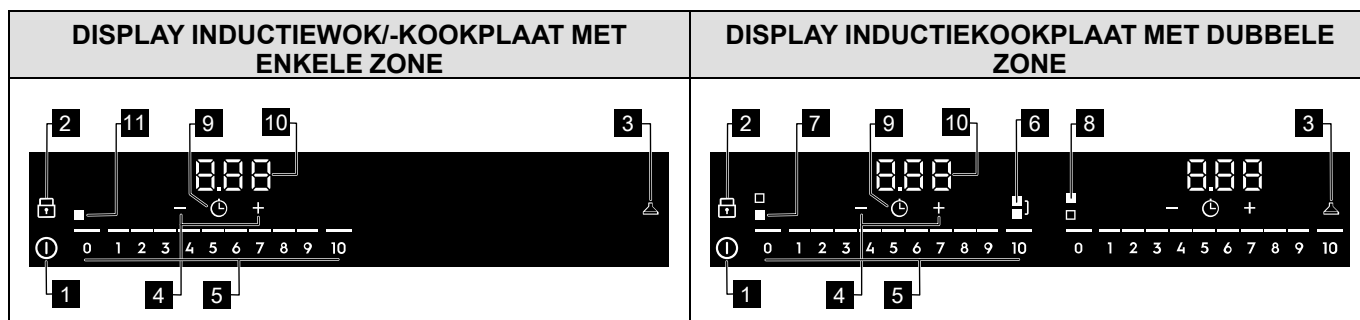 DISPLAY INDUCTIEWOK/-KOOKPLAAT MET
ENKELE ZONE
2 11 9 10 3
8.88
− +
0 1 2 3 4 5 6 7 8 9 10
1 4 5
DISPLAY INDUCTIEKOOKPLAAT MET DUBBELE
ZONE
2 7 9 10 6 8 3
8.88 8.88
− + − +
0 1 2 3 4 5 6 7 8 9 10 0 1 2 3 4 5 6 7 8 9 10
1 4 5